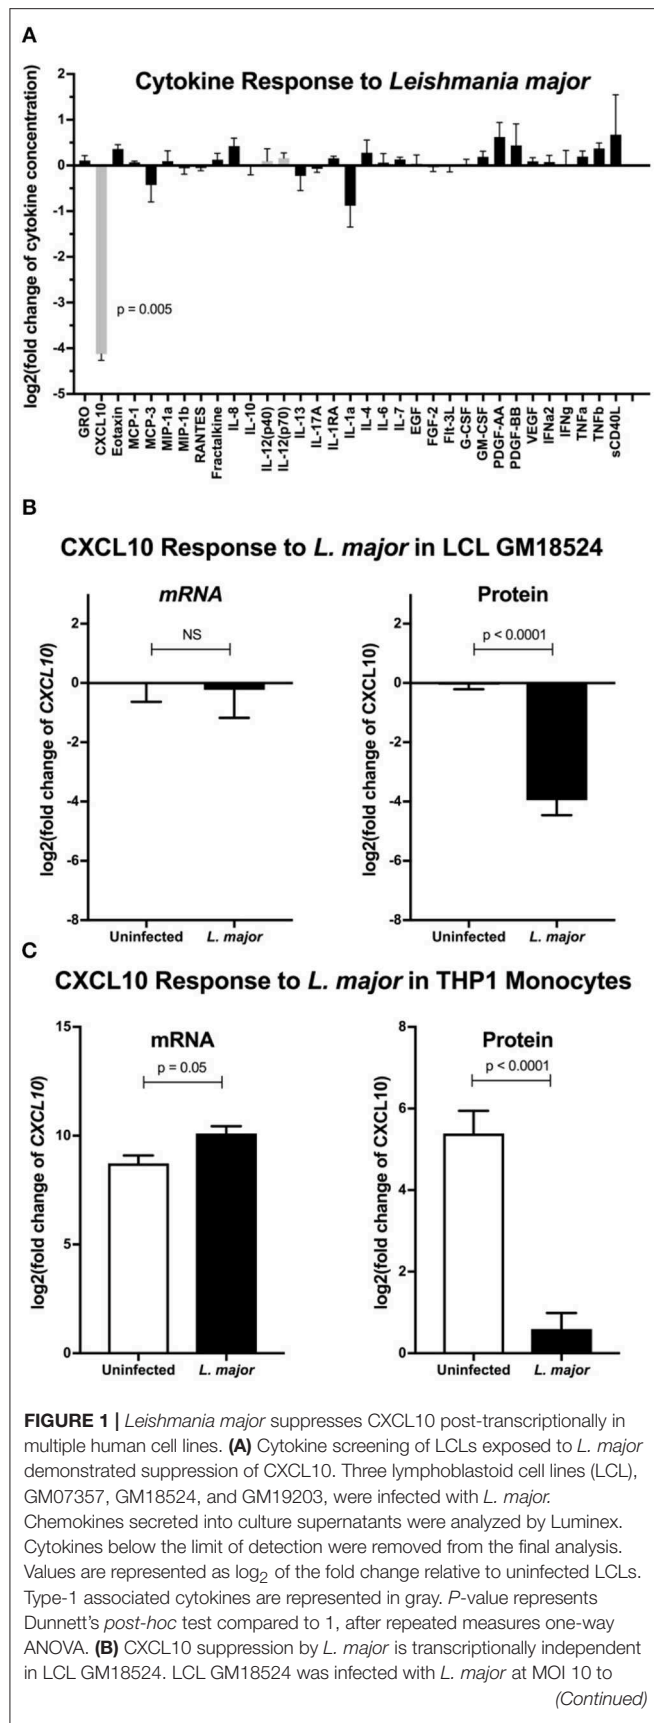 A
Cytokine Response to Leishmania major
log2(fold change of cytokine concentration)
2
1
0
-1
-2
-3
-4
-5
p = 0.005
GRO
CXCL10
Eotaxin
MCP-1
MCP-3
MIP-1a
MIP-1b
RANTES
Fractalkine
IL-8
IL-10
IL-12(p40)
IL-12(p70)
IL-13
IL-17A
IL-1RA
IL-1a
IL-4
IL-6
IL-7
EGF
FGF-2
Flt-3L
G-CSF
GM-CSF
PDGF-AA
PDGF-BB
VEGF
IFNa2
IFNg
TNFa
TNFb
sCD40L
B
CXCL10 Response to L. major in LCL GM18524
mRNA
log2(fold change of CXCL10)
2
0
-2
-4
-6
-8
NS
Uninfected
L. major
Protein
log2(fold change of CXCL10)
2
0
-2
-4
-6
-8
p < 0.0001
Uninfected
L. major
C
CXCL10 Response to L. major in THP1 Monocytes
mRNA
log2(fold change of CXCL10)
15
10
5
0
p = 0.05
Uninfected
L. major
Protein
log2(fold change of CXCL10)
8
6
4
2
0
p < 0.0001
Uninfected
L. major
FIGURE 1 | Leishmania major suppresses CXCL10 post-transcriptionally in
multiple human cell lines. (A) Cytokine screening of LCLs exposed to L. major
demonstrated suppression of CXCL10. Three lymphoblastoid cell lines (LCL),
GM07357, GM18524, and GM19203, were infected with L. major.
Chemokines secreted into culture supernatants were analyzed by Luminex.
Cytokines below the limit of detection were removed from the final analysis.
Values are represented as log2 of the fold change relative to uninfected LCLs.
Type-1 associated cytokines are represented in gray. P-value represents
Dunnett's post-hoc test compared to 1, after repeated measures one-way
ANOVA. (B) CXCL10 suppression by L. major is transcriptionally independent
in LCL GM18524. LCL GM18524 was infected with L. major at MOI 10 to
(Continued)